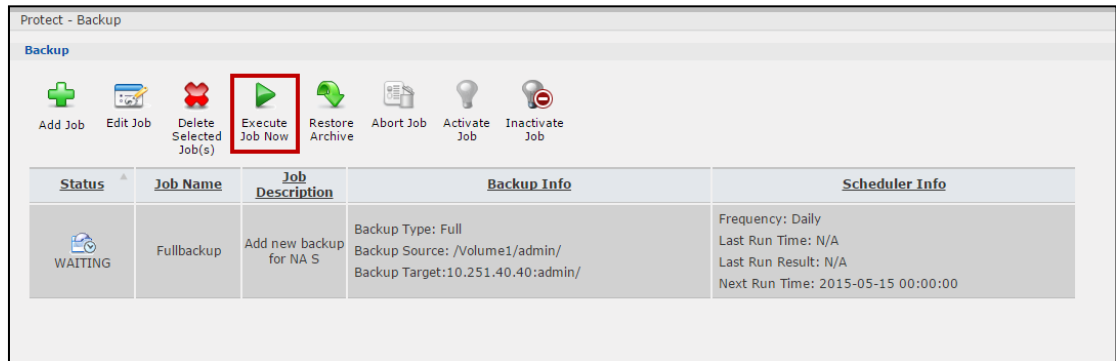 Protect - Backup
Backup
Add Job
Edit Job
Delete
Selected
Job(s)
Execute
Job Now
Restore
Archive
Abort Job
Activate
Job
Inactivate
Job
Status
Job Name
Job
Description
Backup Info
Scheduler Info
WAITING
Fullbackup
Add new backup
for NA S
Backup Type: Full
Backup Source: /Volume1/admin/
Backup Target:10.251.40.40:admin/
Frequency: Daily
Last Run Time: N/A
Last Run Result: N/A
Next Run Time: 2015-05-15 00:00:00